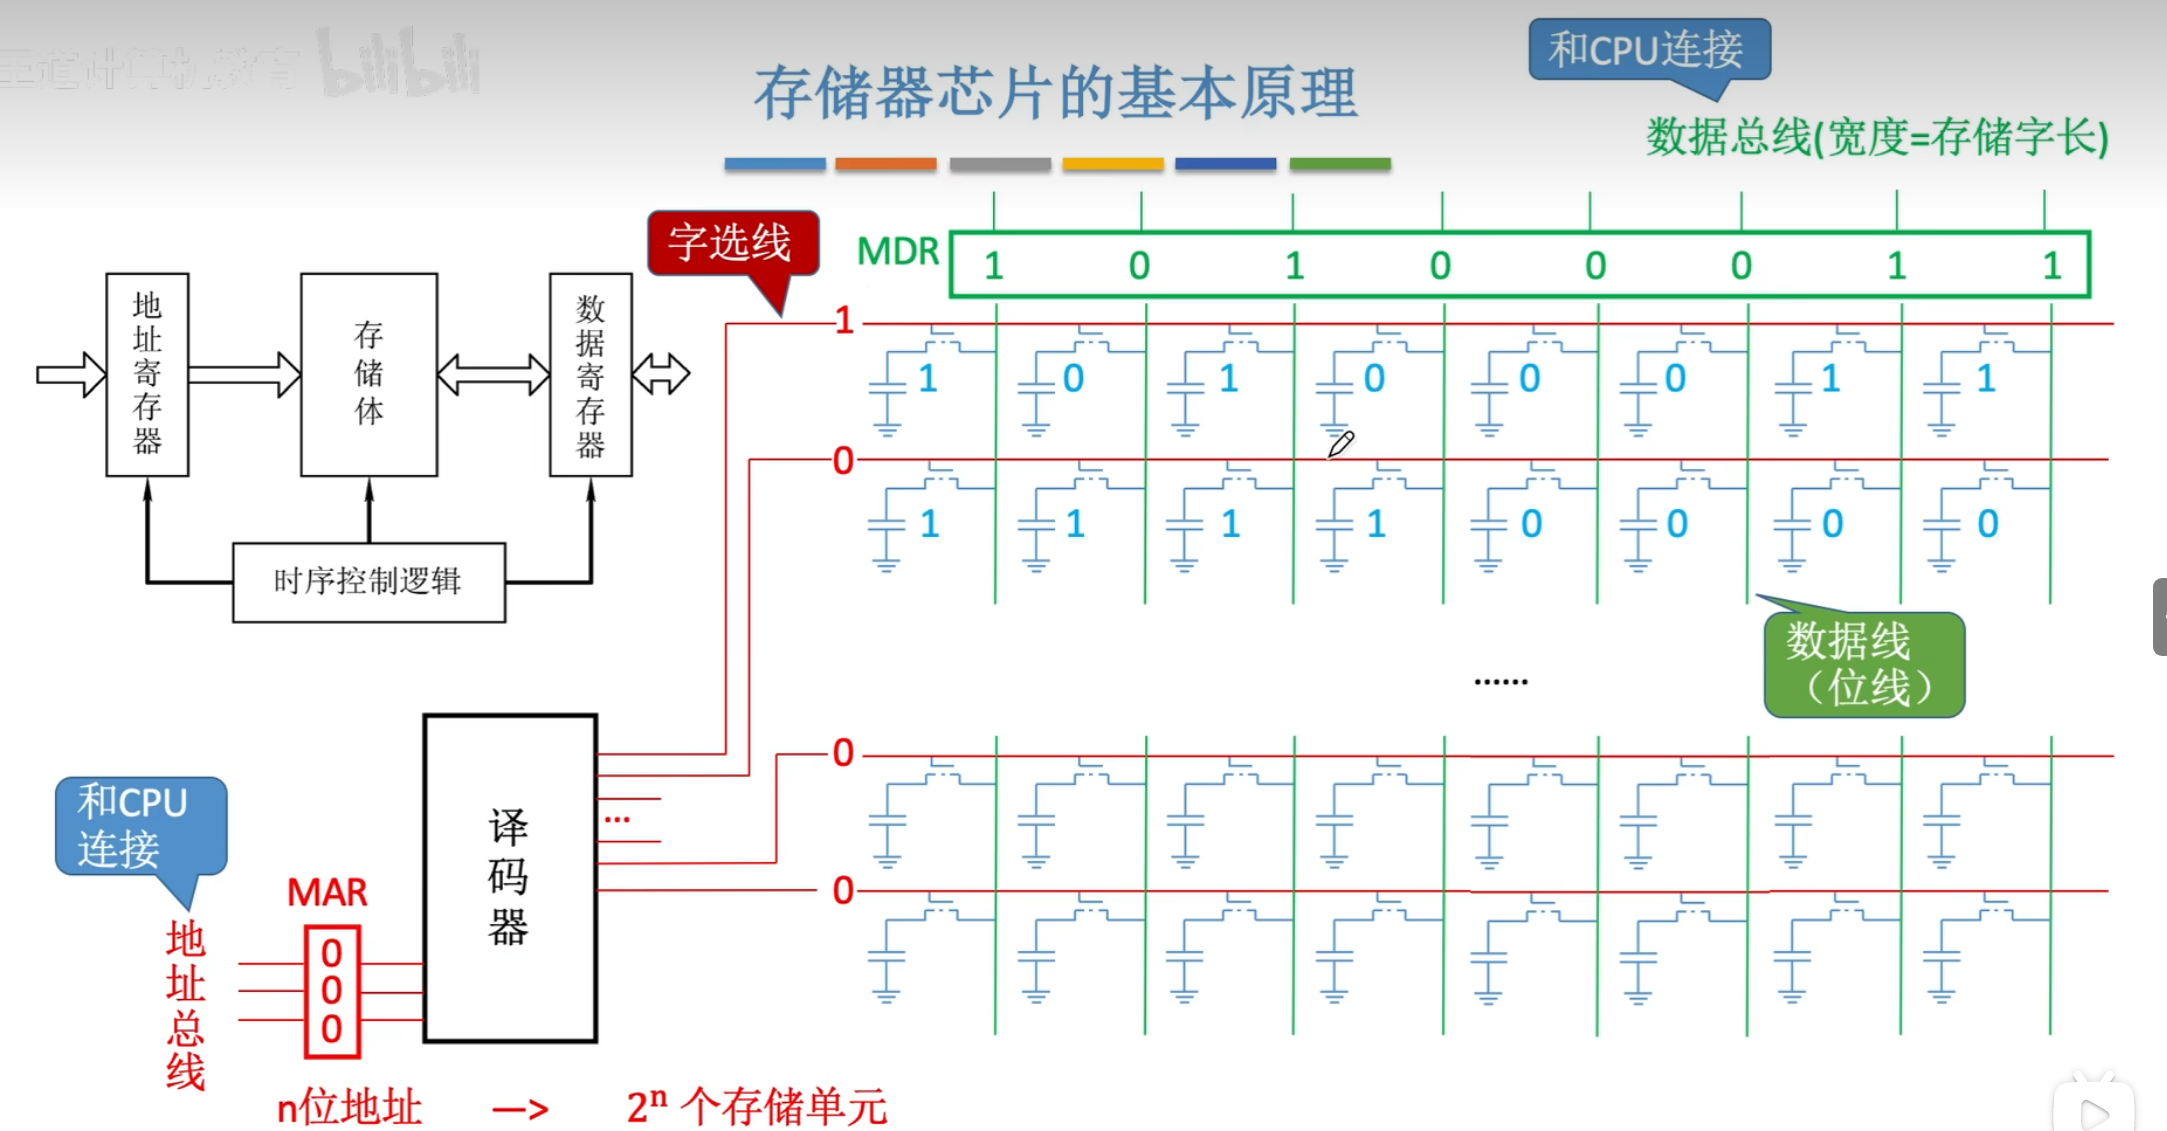 王道计算机教育 bilibili
和CPU连接
存储器芯片的基本原理
数据总线(宽度=存储字长)
字选线
MDR 1 0 1 0 0 0 1 1
地址寄存器
存储体
数据寄存器
时序控制逻辑
1
1 0 1 0 0 0 1 1
0
1 1 1 1 0 0 0 0
数据线
（位线）
......
0
0
译码器
...
和CPU
连接
MAR
0
0
0
地址总线
n位地址 —> 2ⁿ 个存储单元